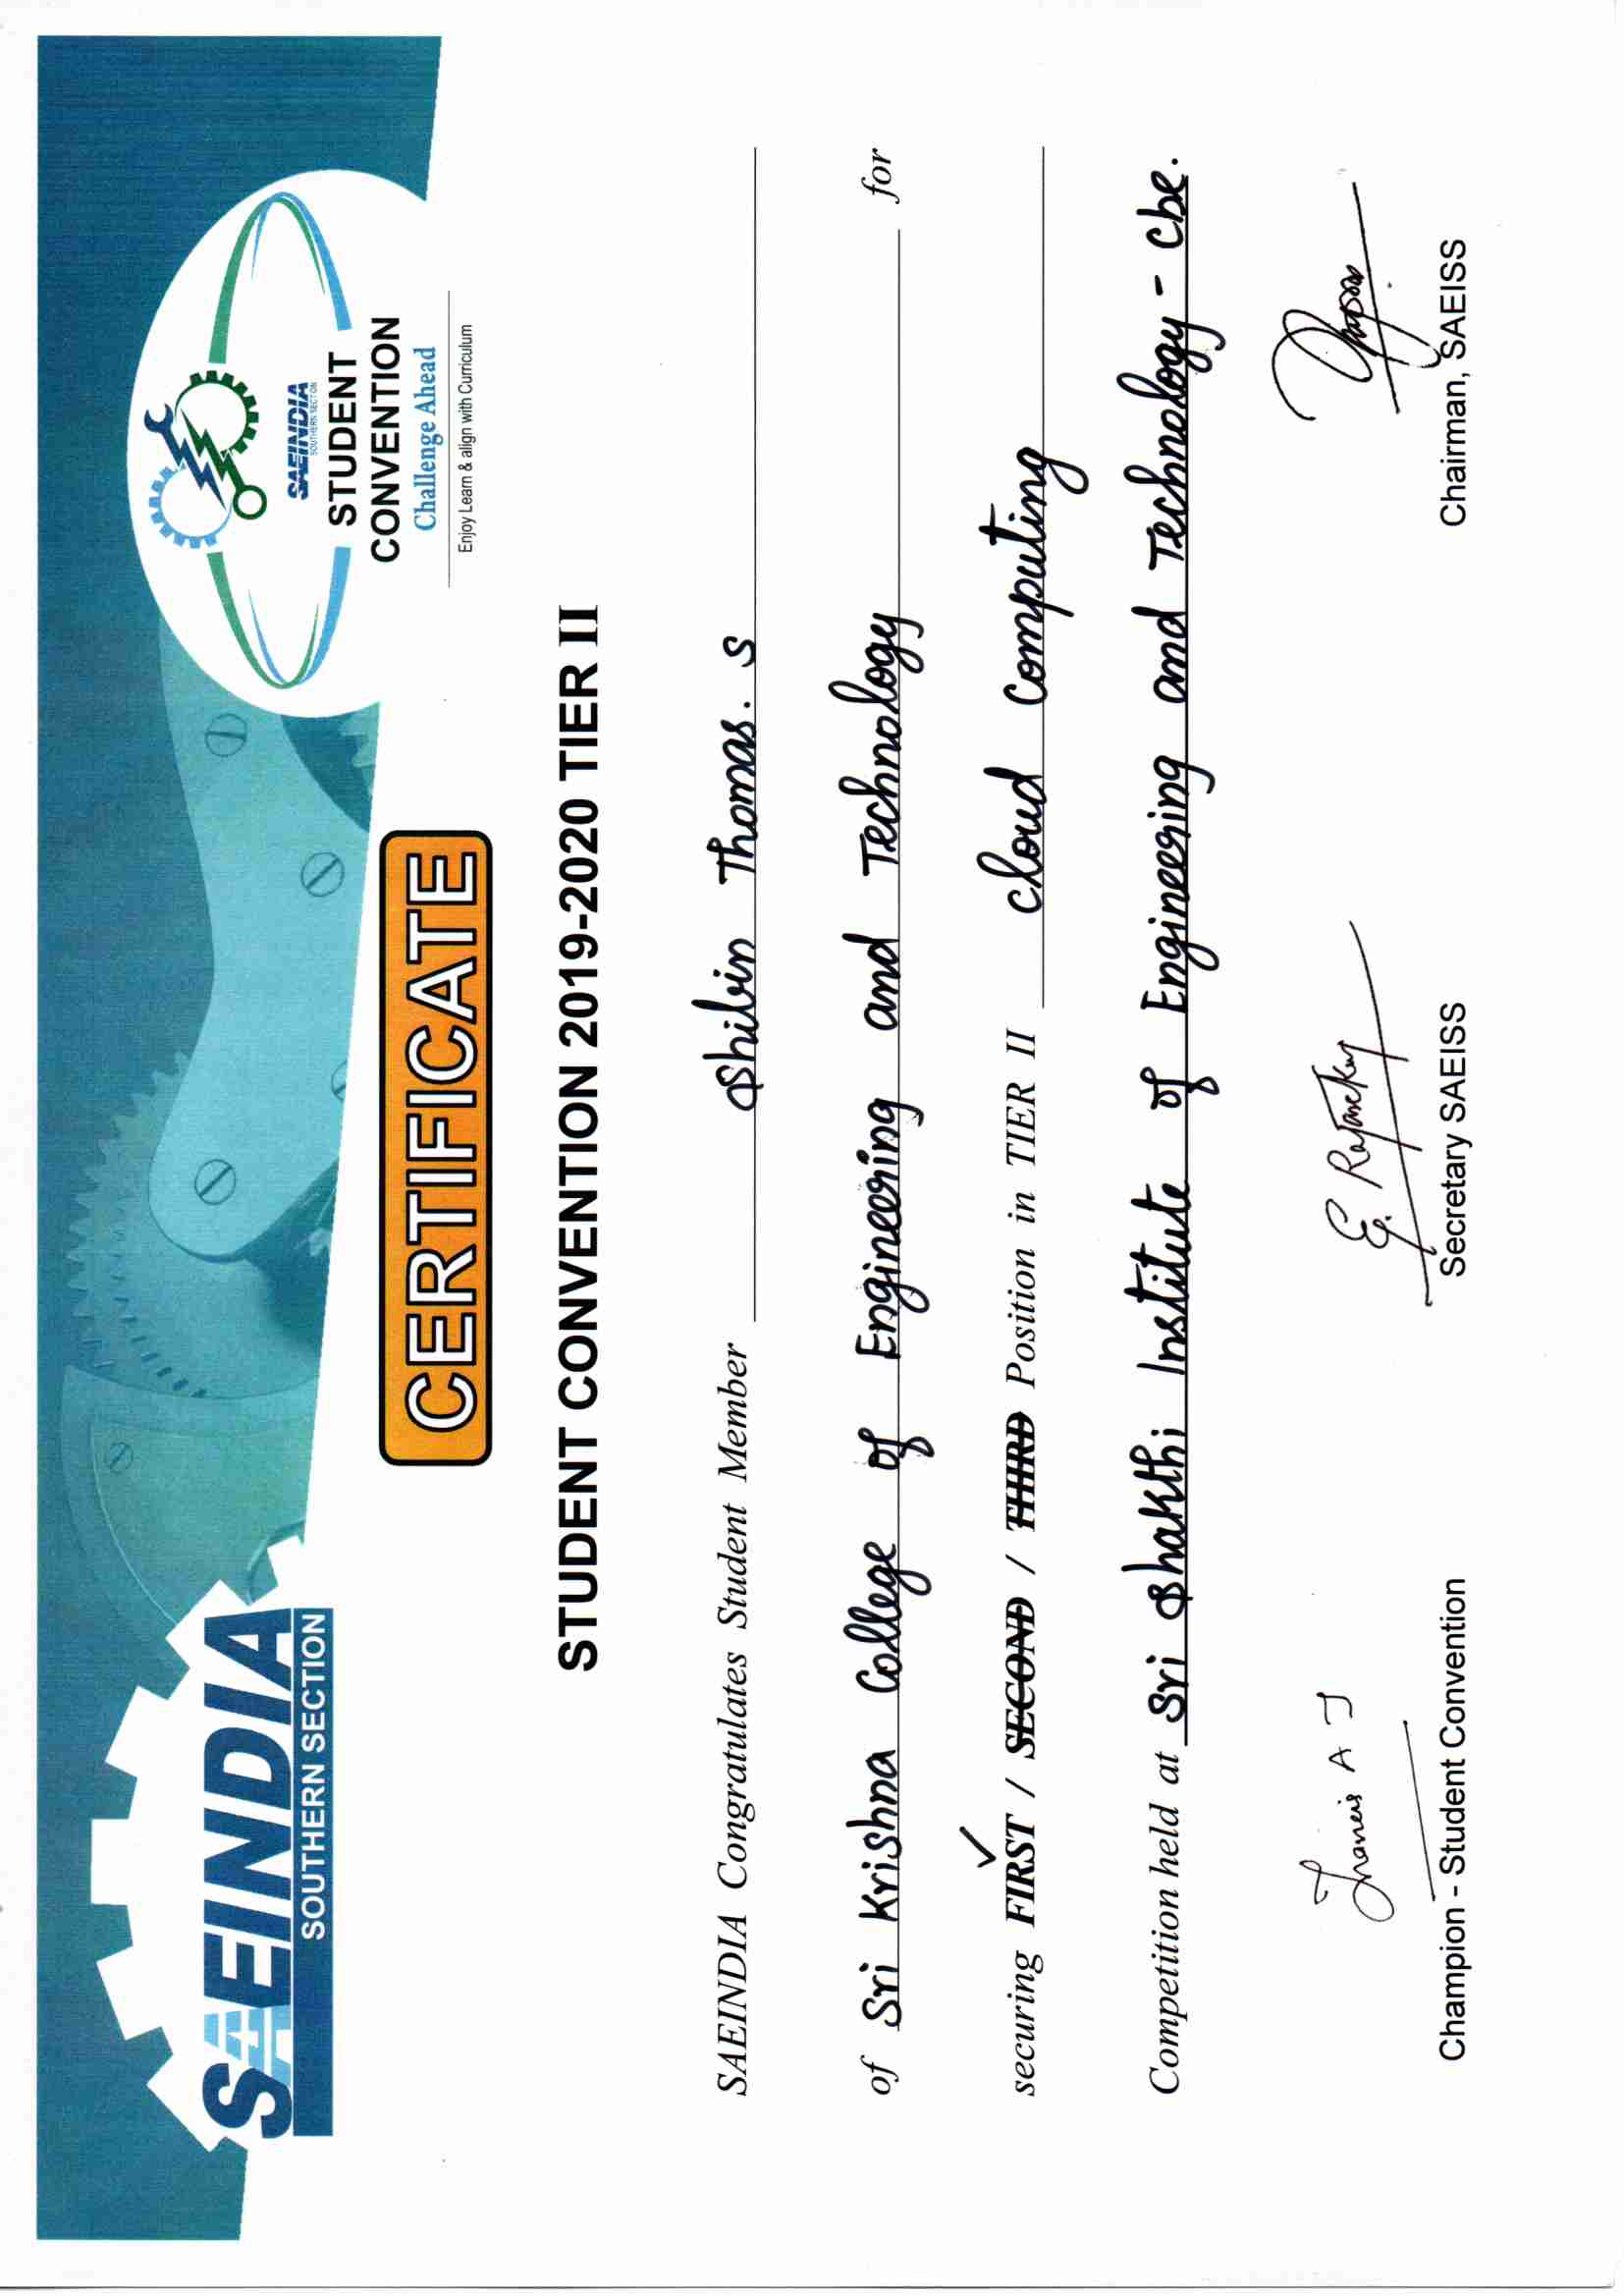 SAEINDIA
SOUTHERN SECTION
SAEINDIA
SOUTHERN SECTION
STUDENT
CONVENTION
Challenge Ahead
Enjoy Learn & align with Curriculum
CERTIFICATE
STUDENT CONVENTION 2019-2020 TIER II
SAEINDIA Congratulates Student Member Shibin Thomas. S
of Sri Krishna College of Engineering and Technology for
securing FIRST / SECOND / THIRD Position in TIER II cloud computing
Competition held at Sri Shakthi Institute of Engineering and Technology - cbe.
Francis A J
E. Rajasekar
Champion - Student Convention
Secretary SAEISS
Chairman, SAEISS